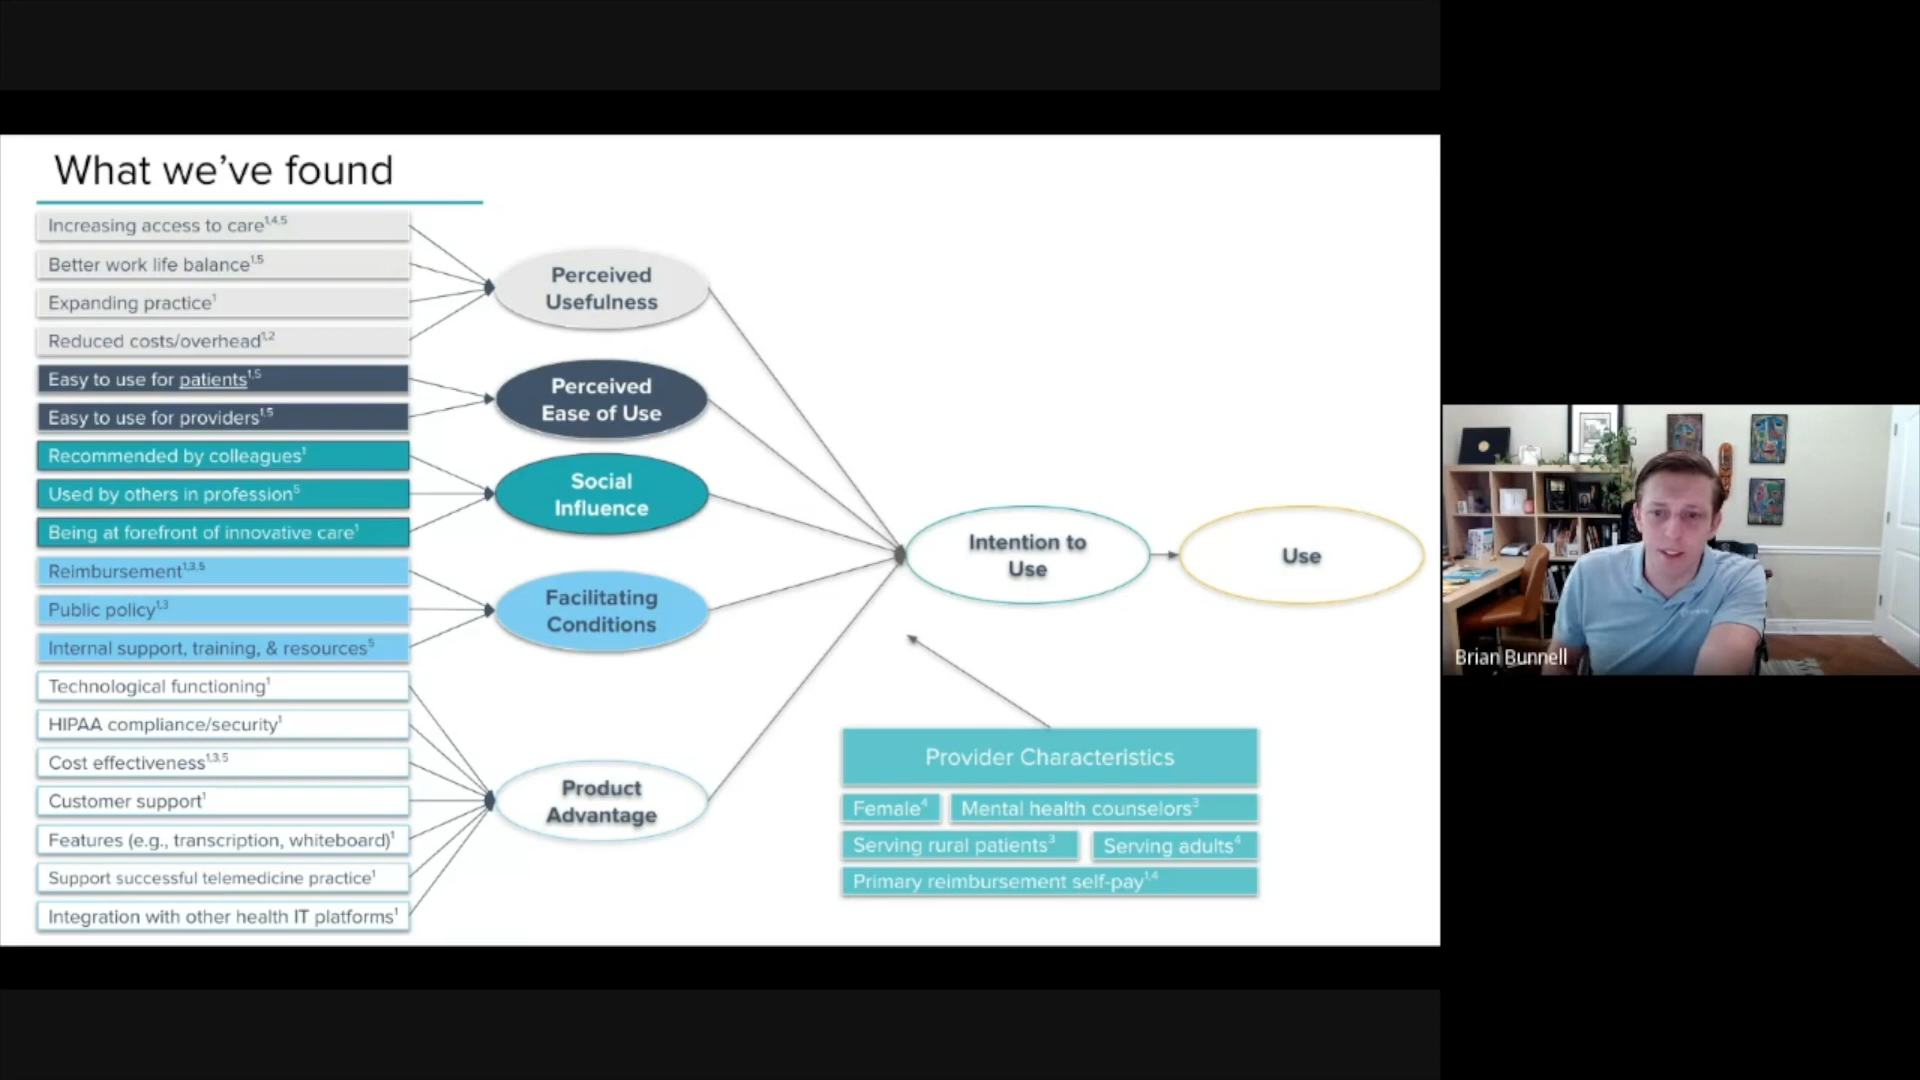 What we've found
Increasing access to care1,4,5
Better work life balance1,5
Expanding practice1
Reduced costs/overhead1,2
Easy to use for patients1,5
Easy to use for providers1,5
Recommended by colleagues1
Used by others in profession5
Being at forefront of innovative care1
Reimbursement1,3,5
Public policy1,3
Internal support, training, & resources5
Technological functioning1
HIPAA compliance/security1
Cost effectiveness1,3,5
Customer support1
Features (e.g., transcription, whiteboard)1
Support successful telemedicine practice1
Integration with other health IT platforms1
Perceived
Usefulness
Perceived
Ease of Use
Social
Influence
Facilitating
Conditions
Product
Advantage
Intention to
Use
Use
Provider Characteristics
Female4
Mental health counselors3
Serving rural patients3
Serving adults4
Primary reimbursement self-pay1,4
Brian Bunnell